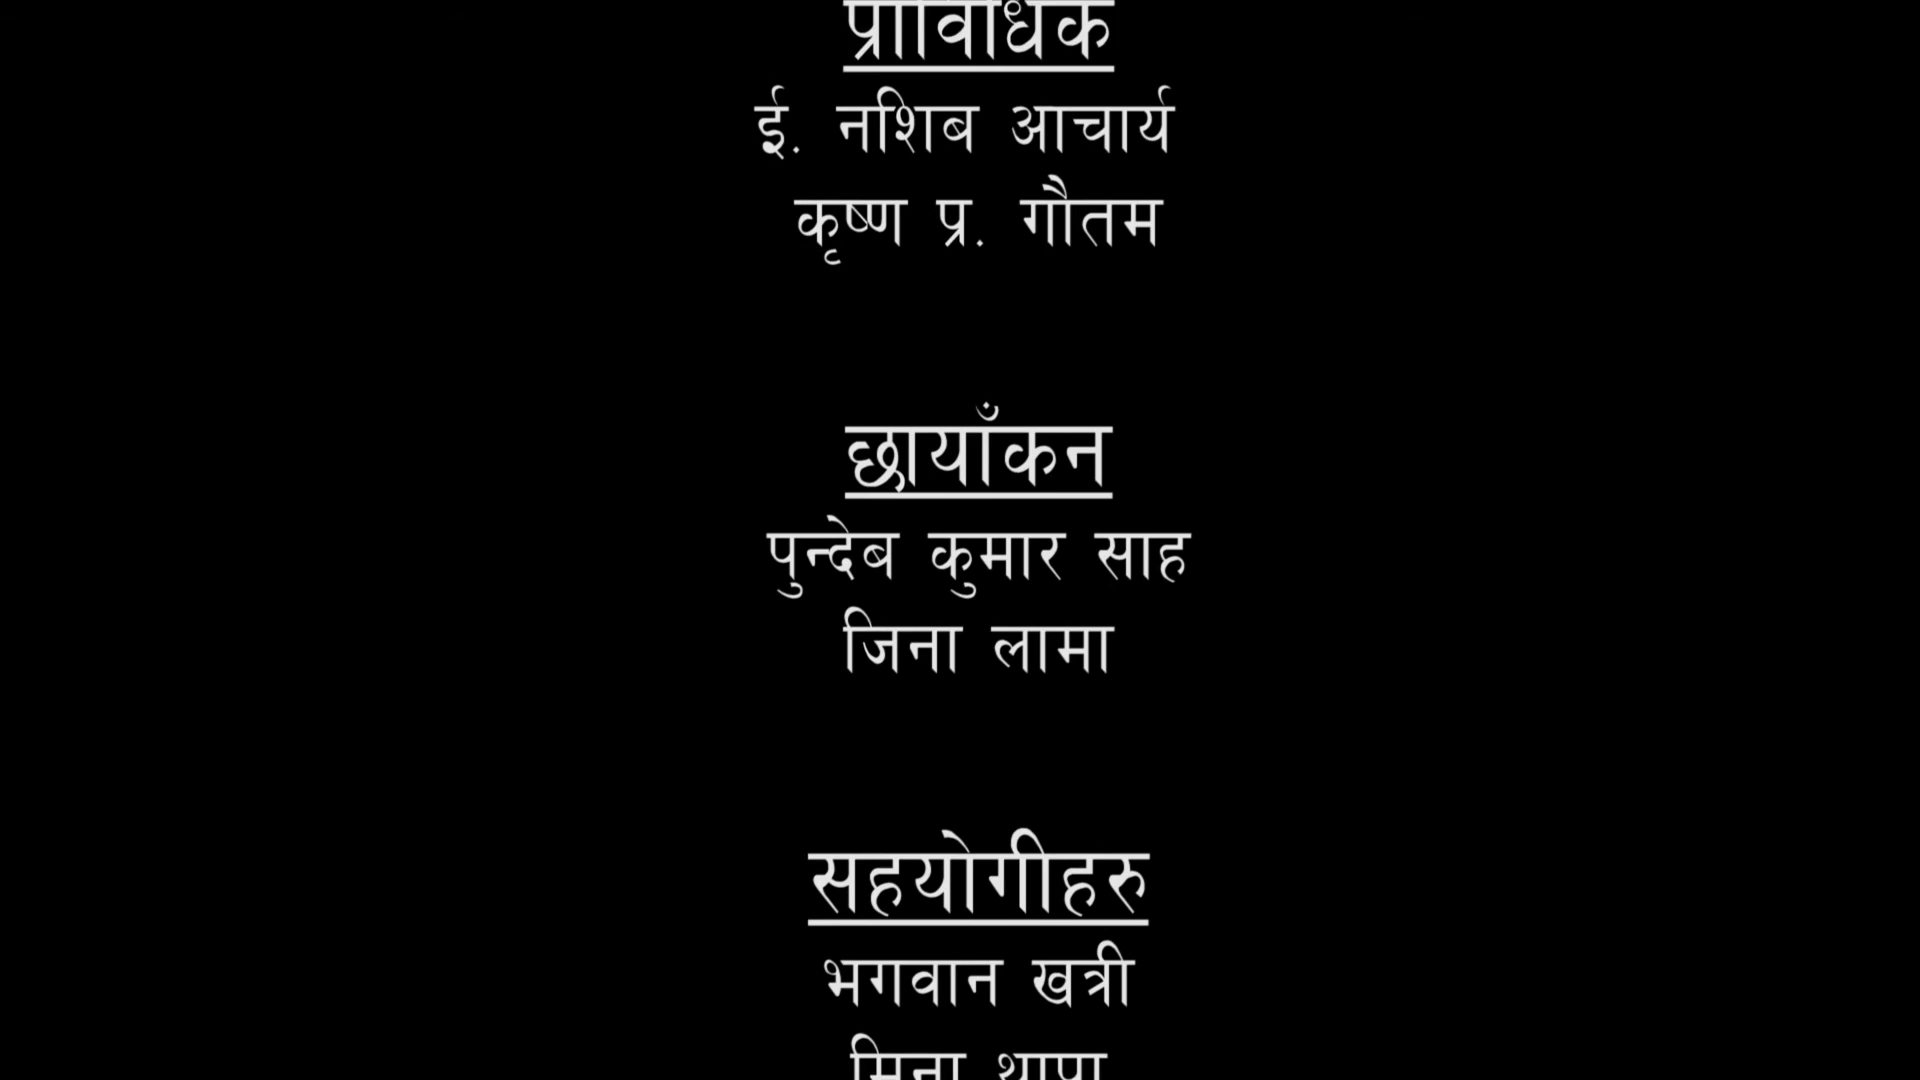 प्राविधिक
ई. नशिब आचार्य
कृष्ण प्र. गौतम
छायाँकन
पुन्देब कुमार साह
जिना लामा
सहयोगीहरु
भगवान खत्री
मिना थापा